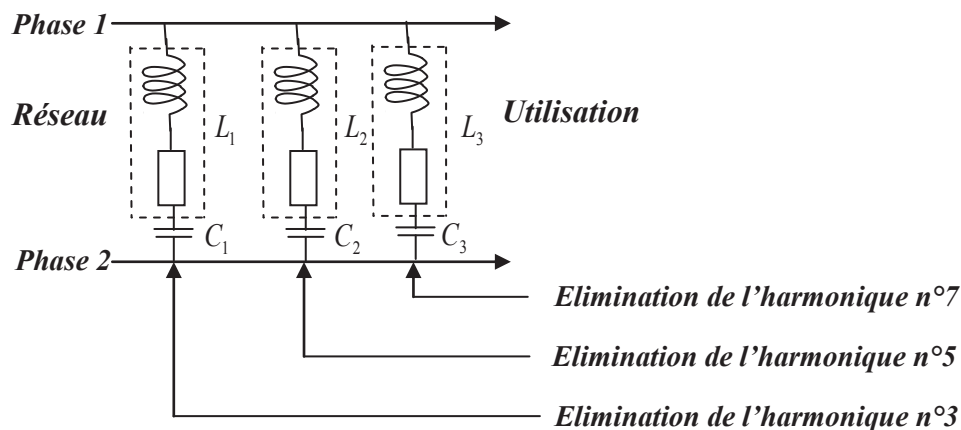 Phase 1
Réseau
Utilisation
L₁
L₂
L₃
C₁
C₂
C₃
Phase 2
Elimination de l’harmonique n°7
Elimination de l’harmonique n°5
Elimination de l’harmonique n°3